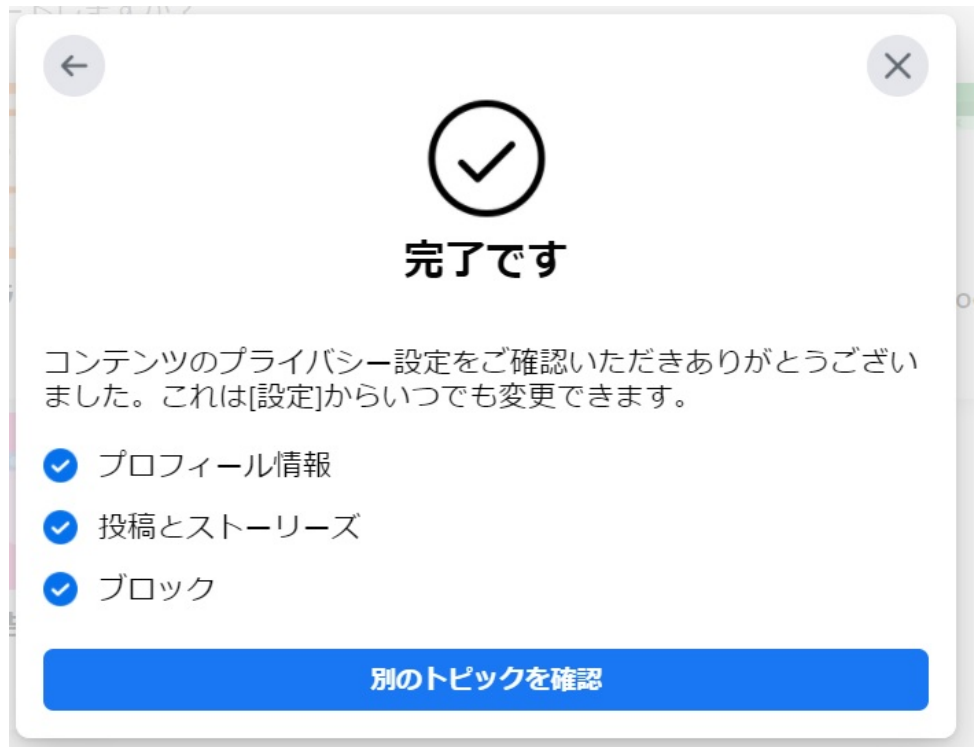 完了です
コンテンツのプライバシー設定をご確認いただきありがとうござい
ました。これは[設定]からいつでも変更できます。
プロフィール情報
投稿とストーリーズ
ブロック
別のトピックを確認